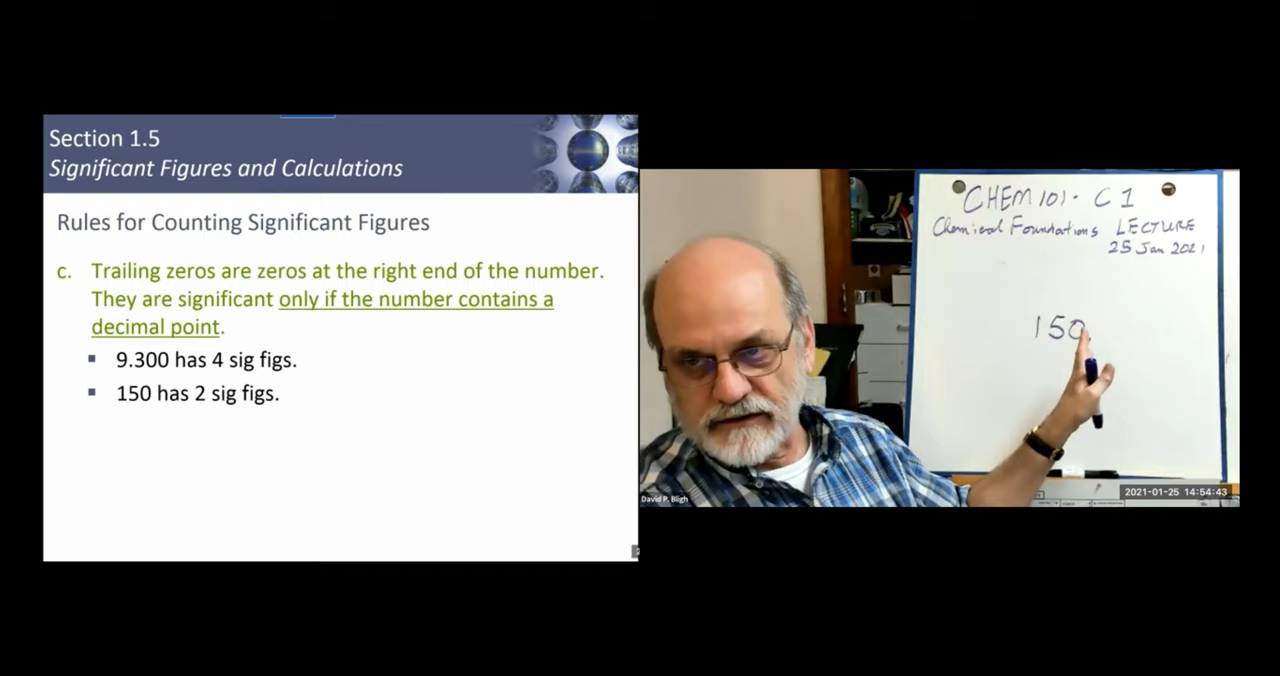 Section 1.5
Significant Figures and Calculations
Rules for Counting Significant Figures
c. Trailing zeros are zeros at the right end of the number.
They are significant only if the number contains a
decimal point.
▪ 9.300 has 4 sig figs.
▪ 150 has 2 sig figs.
CHEM 101 - C 1
Chemical Foundations LECTURE
25 Jan 2021
150
David P. Bligh
2021-01-25 14:54:43